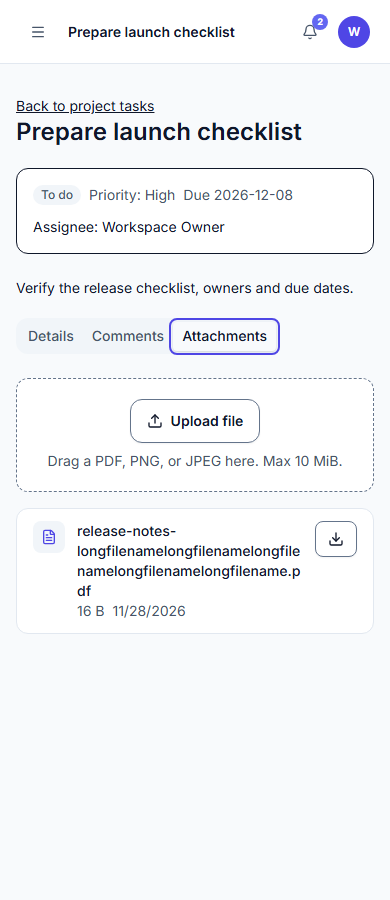 Prepare launch checklist
2
W
Back to project tasks
Prepare launch checklist
To do Priority: High Due 2026-12-08
Assignee: Workspace Owner
Verify the release checklist, owners and due dates.
Details Comments Attachments
Upload file
Drag a PDF, PNG, or JPEG here. Max 10 MiB.
release-notes-
longfilenamelongfilenamelongfile
namelongfilenamelongfilename.p
df
16 B 11/28/2026